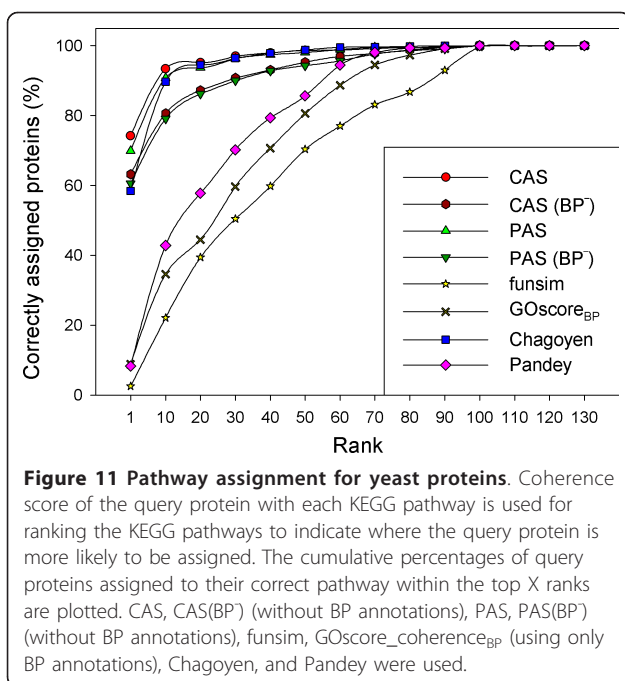 Correctly assigned proteins (%)
100
80
60
40
20
0
CAS
CAS (BP⁻)
PAS
PAS (BP⁻)
funsim
GOscore_BP
Chagoyen
Pandey
1 10 20 30 40 50 60 70 80 90 100 110 120 130
Rank
Figure 11 Pathway assignment for yeast proteins. Coherence
score of the query protein with each KEGG pathway is used for
ranking the KEGG pathways to indicate where the query protein is
more likely to be assigned. The cumulative percentages of query
proteins assigned to their correct pathway within the top X ranks
are plotted. CAS, CAS(BP⁻) (without BP annotations), PAS, PAS(BP⁻)
(without BP annotations), funsim, GOscore_coherence_BP (using only
BP annotations), Chagoyen, and Pandey were used.